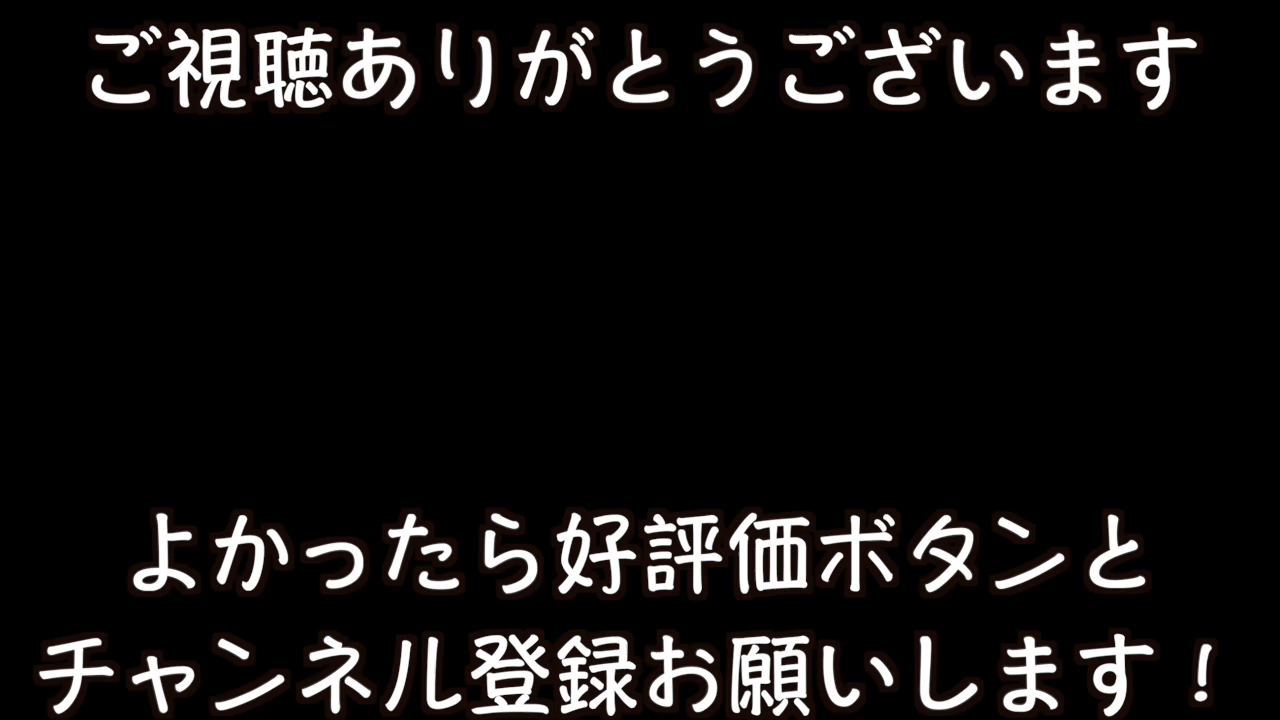 ご視聴ありがとうございます
よかったら好評価ボタンと
チャンネル登録お願いします！